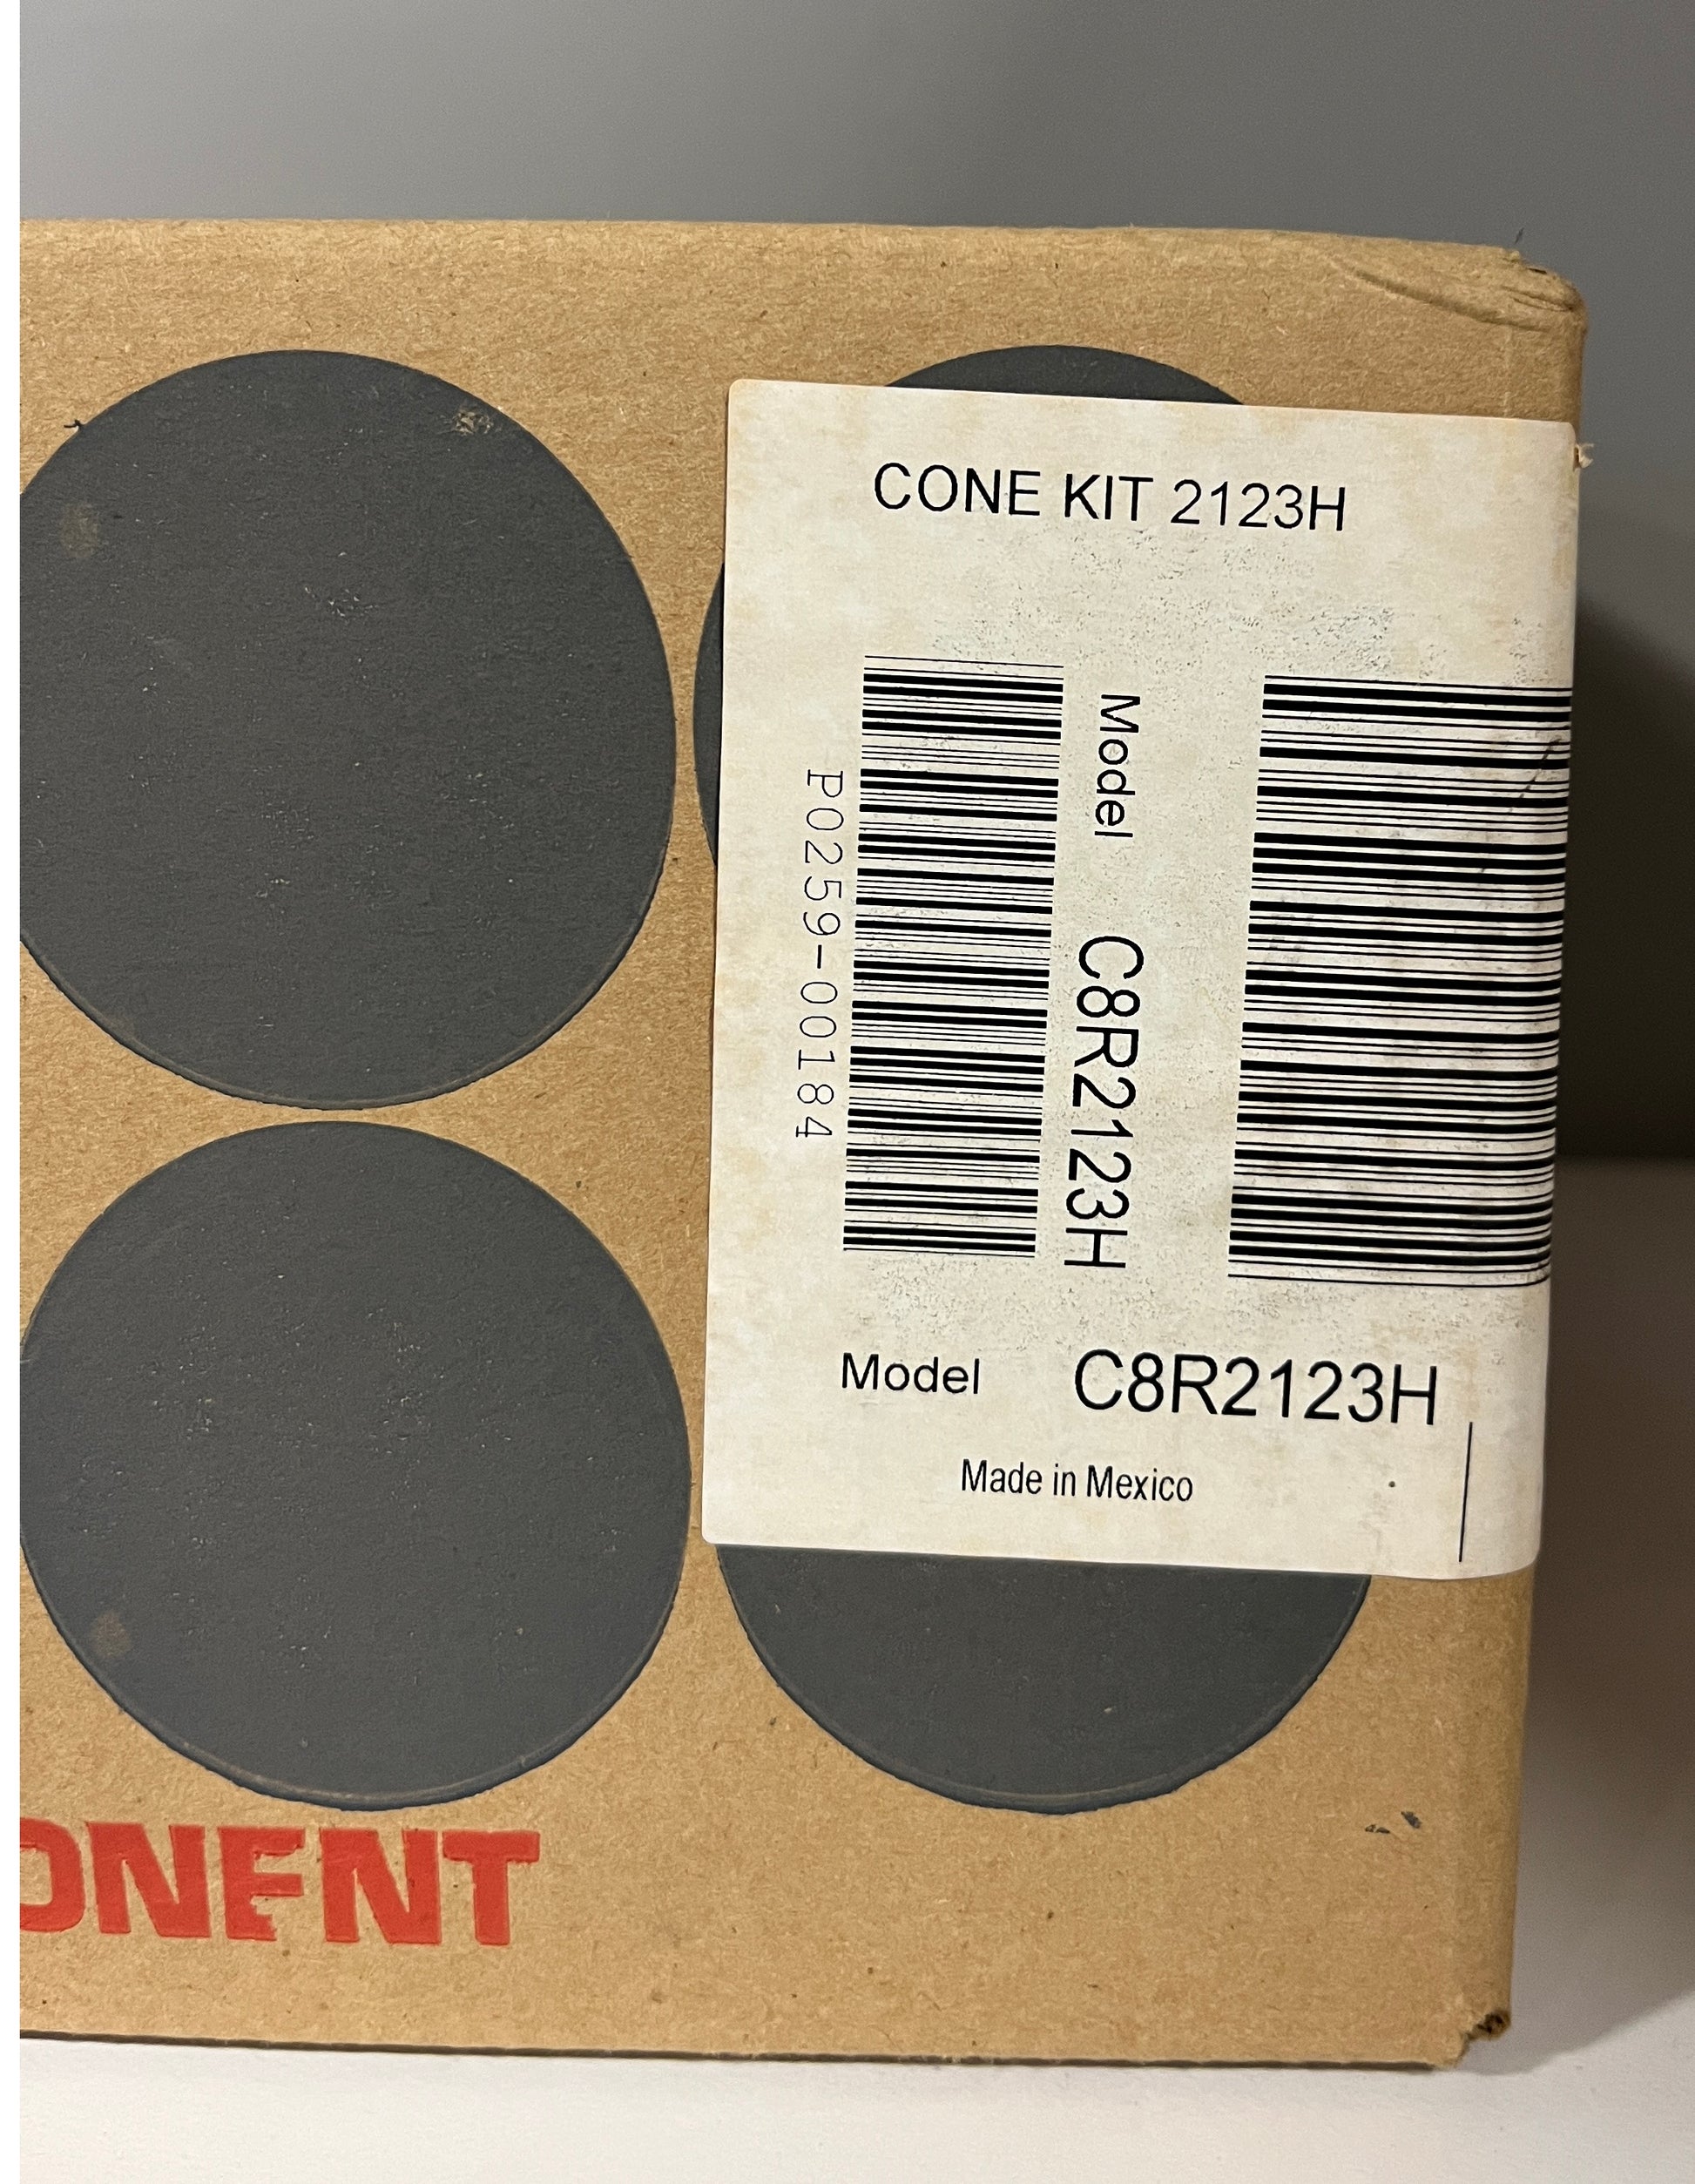 CONE KIT 2123H
P0259-00184
Model C8R2123H
Model C8R2123H
Made in Mexico
ONENT